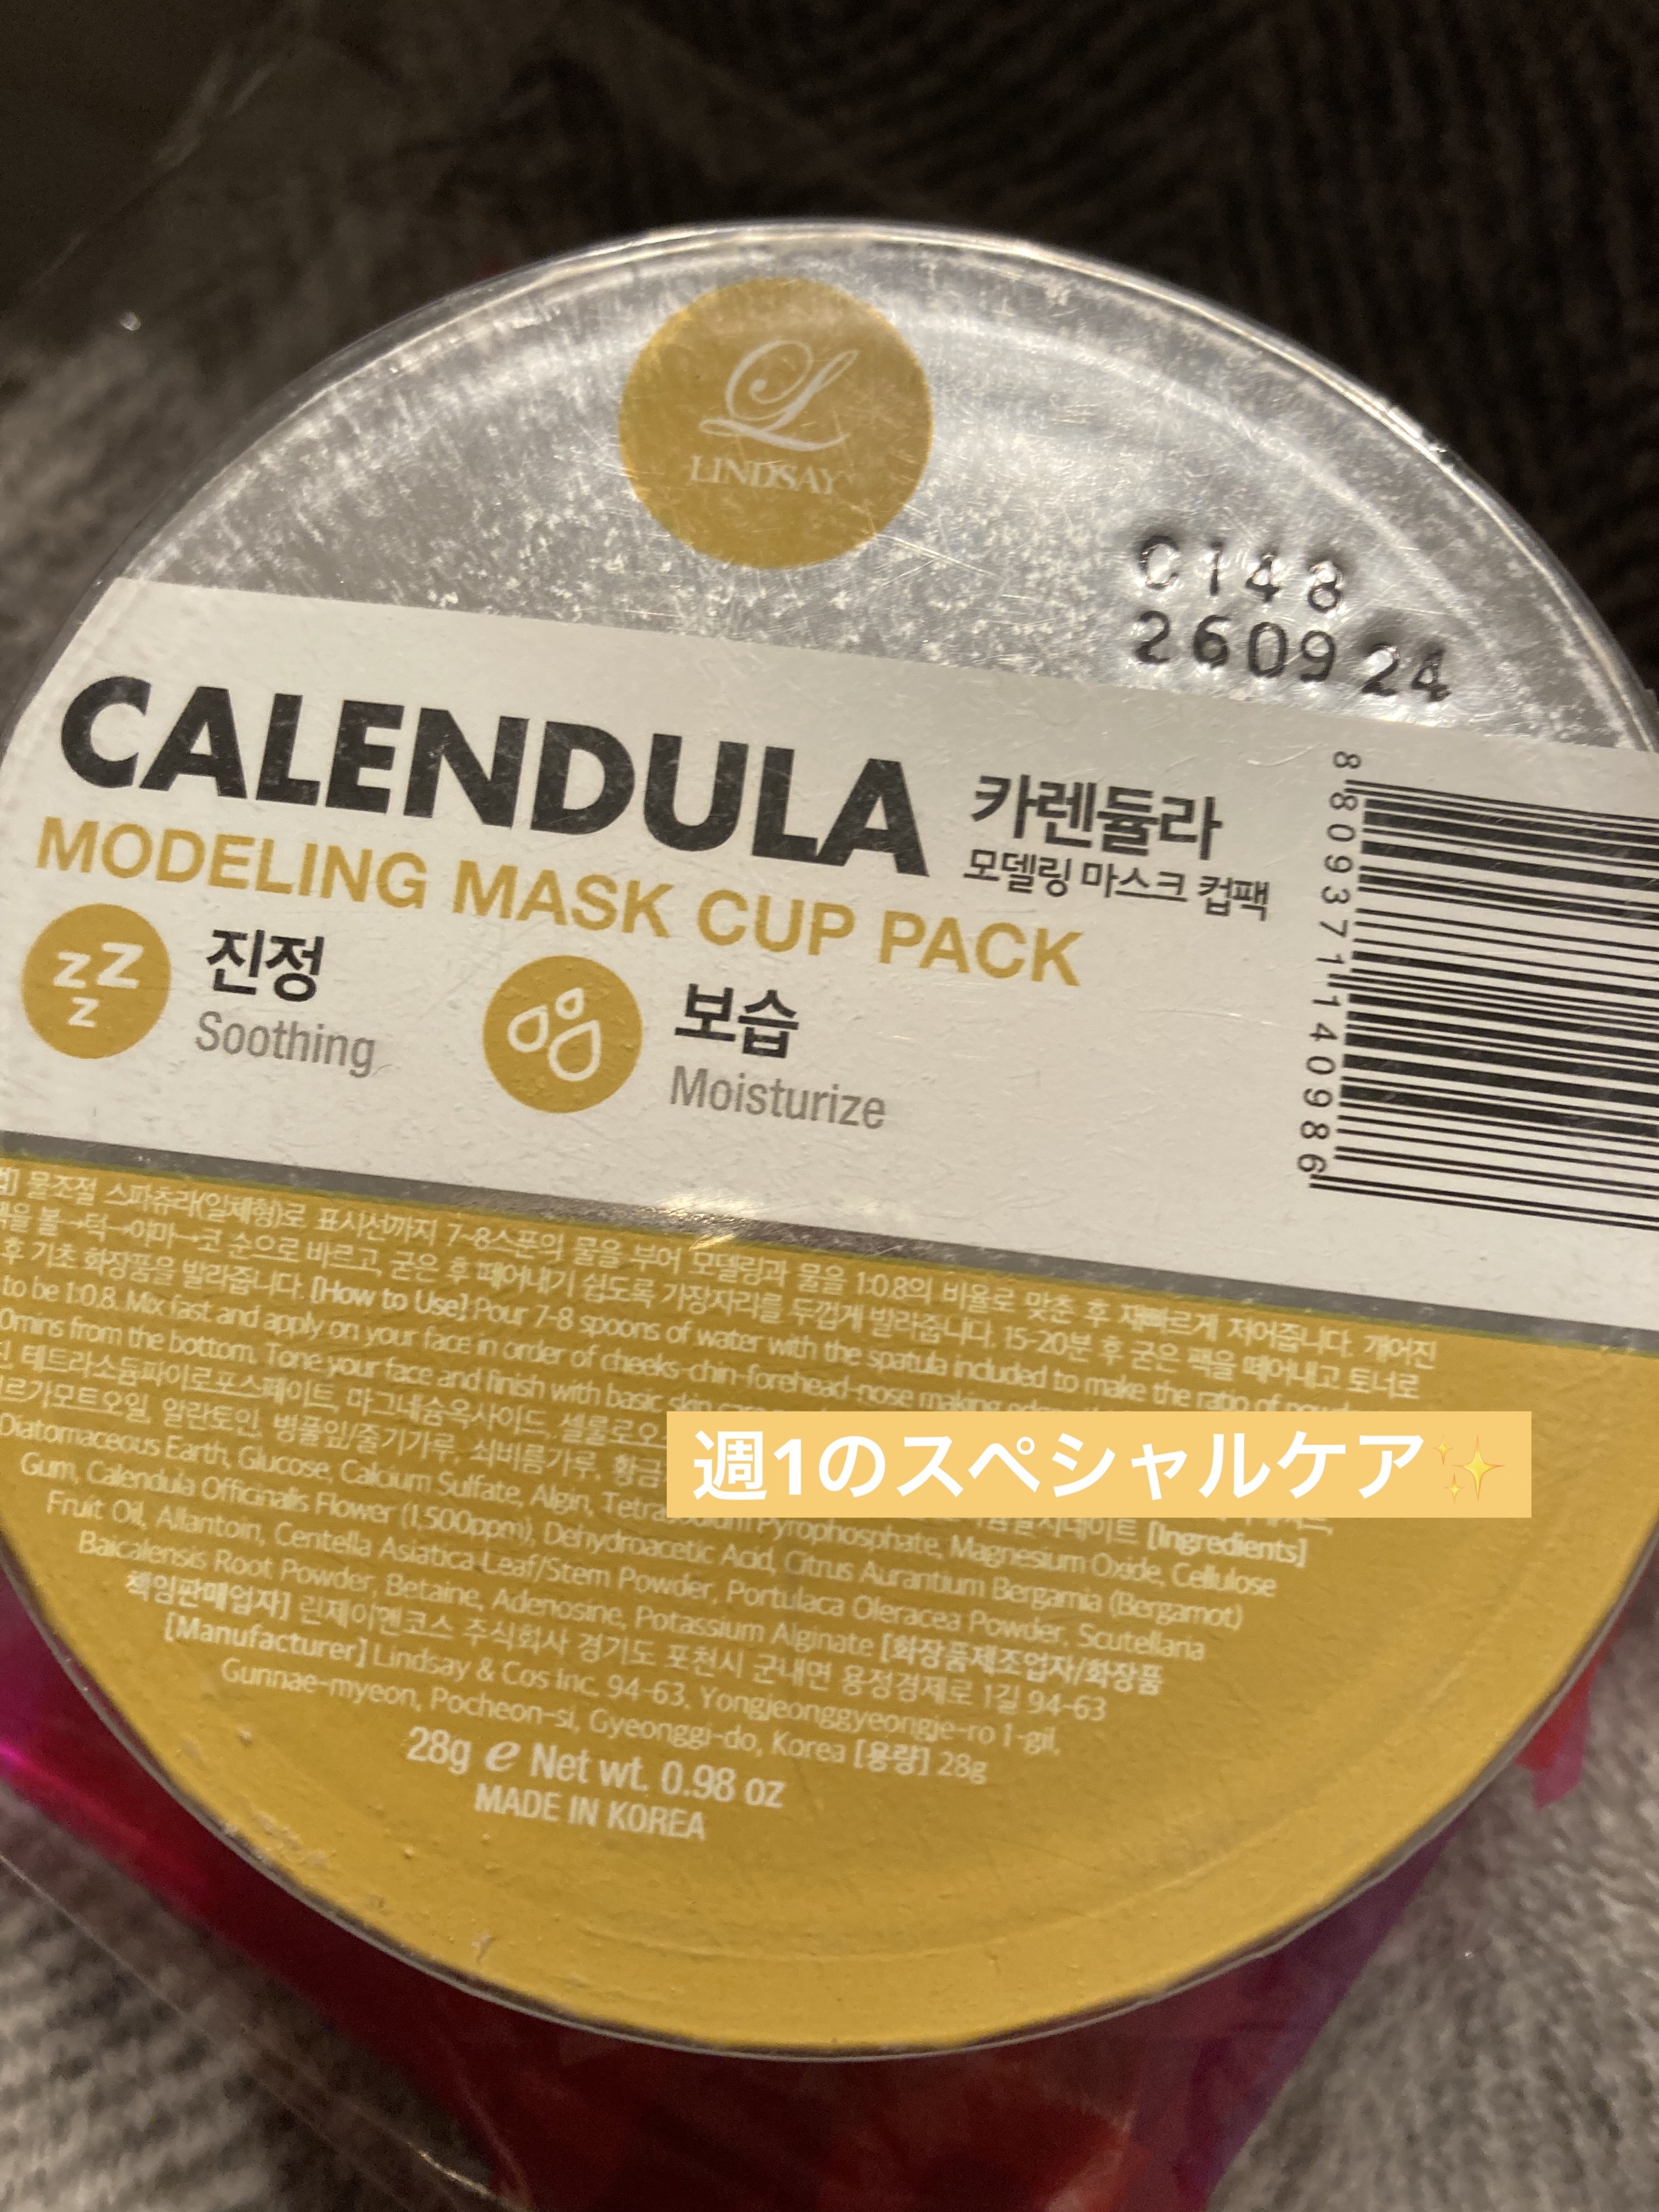 L
LINDSAY
C148
260924
CALENDULA
카렌듈라
모델링 마스크 컵팩
MODELING MASK CUP PACK
진정
Soothing
보습
Moisturize
8 809371 140986
물조절 스파츄라(일체형)로 표시선까지 7~8스푼의 물을 부어 모델링과 물을 1:0.8의 비율로 맞춘 후 재빠르게 저어줍니다. 개어진
볼→턱→이마→코 순으로 바르고, 굳은 후 떼어내기 쉽도록 가장자리를 두껍게 발라줍니다. 15-20분 후 굳은 팩을 떼어내고 토너로
후 기초 화장품을 발라줍니다. [How to Use] Pour 7-8 spoons of water with the spatula included to make the ratio of
to be 1:0.8. Mix fast and apply on your face in order of cheeks-chin-forehead-nose making
0mins from the bottom. Tone your face and finish with basic skin care
테트라소듐파이로포스페이트, 마그네슘옥사이드,
알란토인, 병풀잎/줄기가루, 쇠비름가루, 황금
[Ingredients]
Diatomaceous Earth, Glucose, Calcium Sulfate, Algin, Pyrophosphate, Magnesium Oxide, Cellulose
Gum, Calendula Officinalis Flower (1,500ppm), Dehydroacetic Acid, Citrus Aurantium Bergamia (Bergamot)
Fruit Oil, Allantoin, Centella Asiatica Leaf/Stem Powder, Portulaca Oleracea Powder, Scutellaria
Baicalensis Root Powder, Betaine, Adenosine, Potassium Alginate [화장품제조업자/화장품
책임판매업자] 린제이앤코스 주식회사 경기도 포천시 군내면 용정경제로 1길 94-63
[Manufacturer] Lindsay & Cos Inc. 94-63, Yongjeonggyeongje-ro 1-gil,
Gunnae-myeon, Pocheon-si, Gyeonggi-do, Korea [용량] 28g
28g e Net wt. 0.98 oz
MADE IN KOREA
週1のスペシャルケア✨